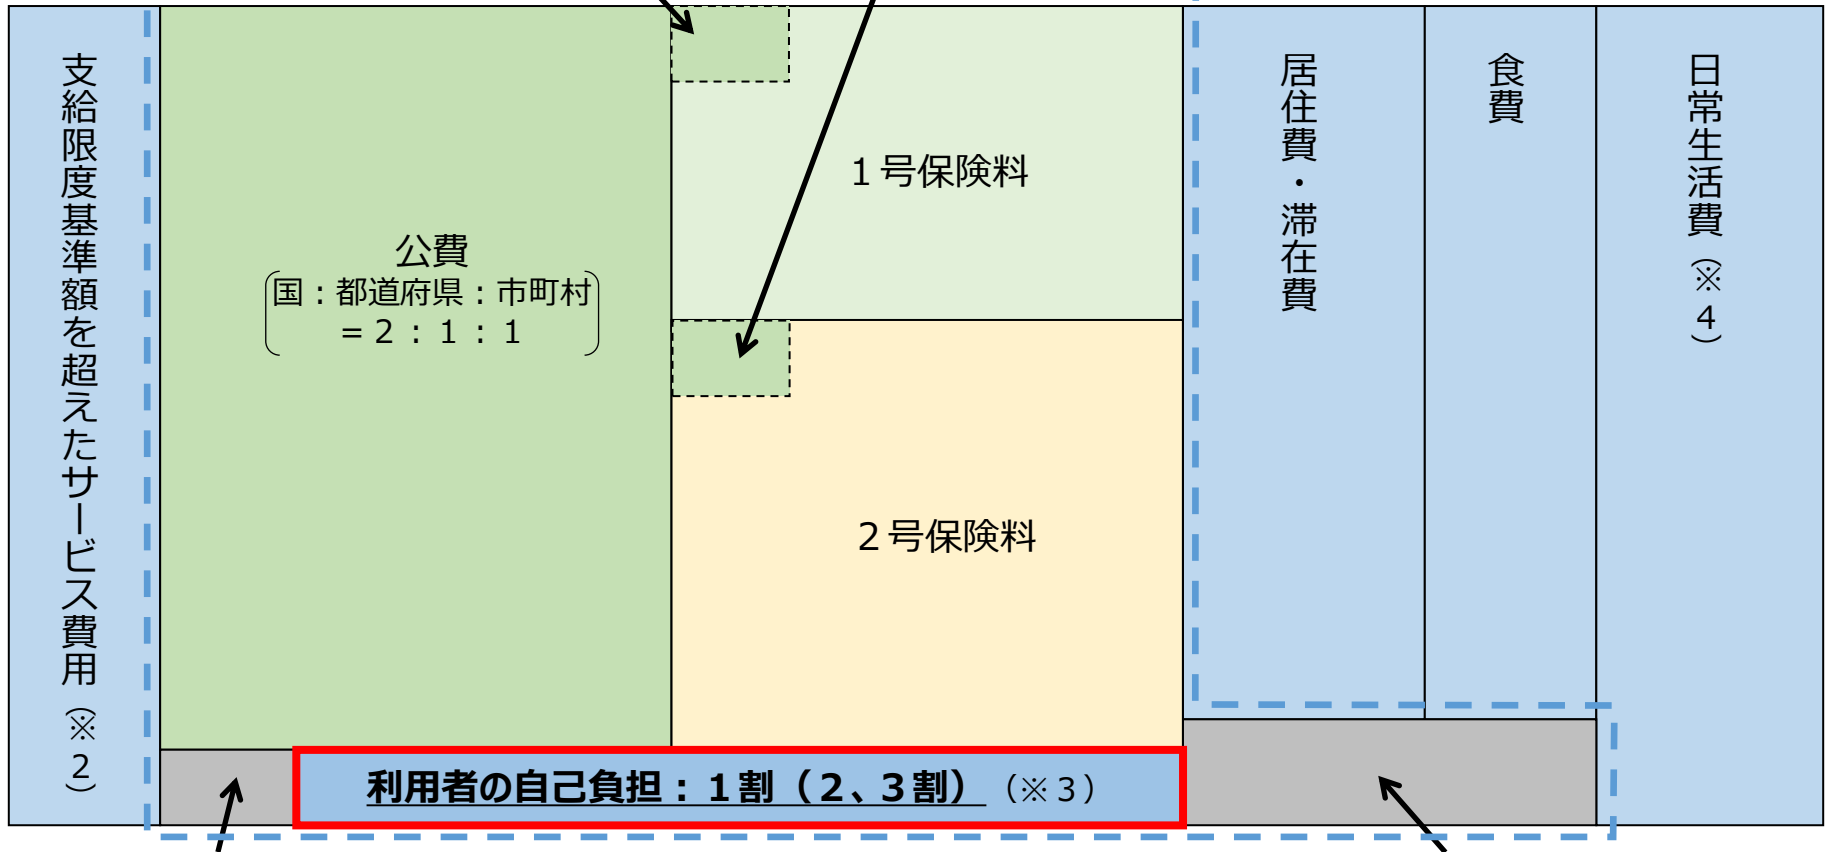 支給限度基準額を超えたサービス費用（※２）
公費
国：都道府県：市町村
＝２：１：１
１号保険料
２号保険料
利用者の自己負担：１割（２、３割）（※３）
居住費・滞在費
食費
日常生活費（※４）